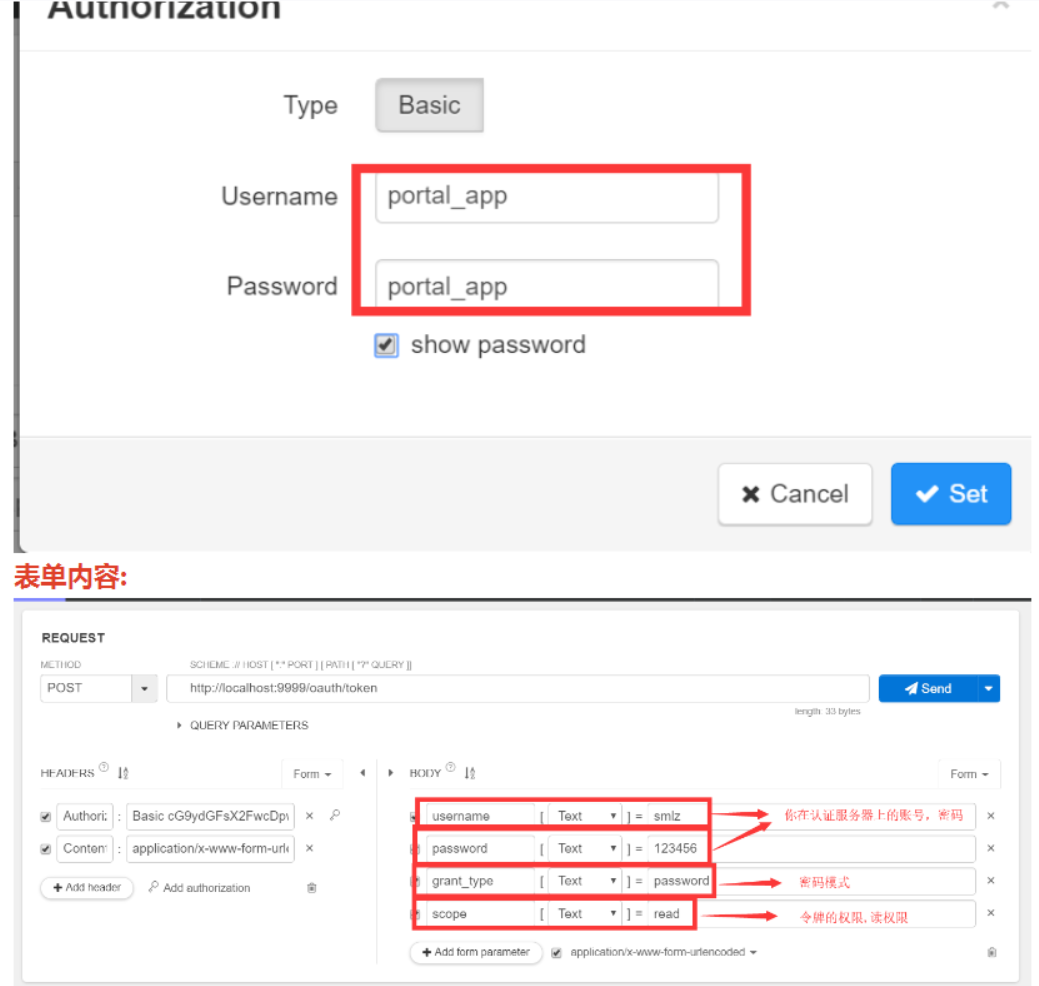 Authorization
Type Basic
Username portal_app
Password portal_app
show password
Cancel Set
表单内容:
REQUEST
METHOD SCHEME :// HOST [ ":" PORT ] [ PATH [ "?" QUERY ]]
POST http://localhost:9999/oauth/token Send
length: 33 bytes
QUERY PARAMETERS
HEADERS Form BODY Form
Authori: : Basic cG9ydGFsX2FwcDpv username [ Text ] = smlz 你在认证服务器上的账号，密码
Content : application/x-www-form-urle password [ Text ] = 123456
Add header Add authorization grant_type [ Text ] = password 密码模式
scope [ Text ] = read 令牌的权限,读权限
Add form parameter application/x-www-form-urlencoded